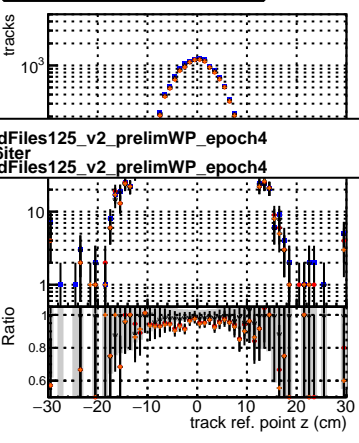 tracks
10³
dFiles125_v2_prelimWP_epoch4
dFiles125_v2_prelimWP_epoch4
10
1
Ratio
1
0.8
0.6
−30 −20 −10 0 10 20 30
track ref. point z (cm)